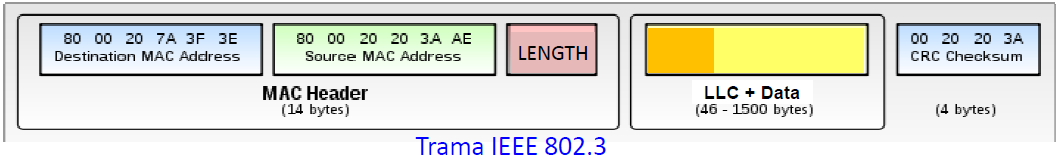 80 00 20 7A 3F 3E
Destination MAC Address
80 00 20 20 3A AE
Source MAC Address
LENGTH
00 20 20 3A
CRC Checksum
MAC Header
(14 bytes)
LLC + Data
(46 - 1500 bytes)
(4 bytes)
Trama IEEE 802.3